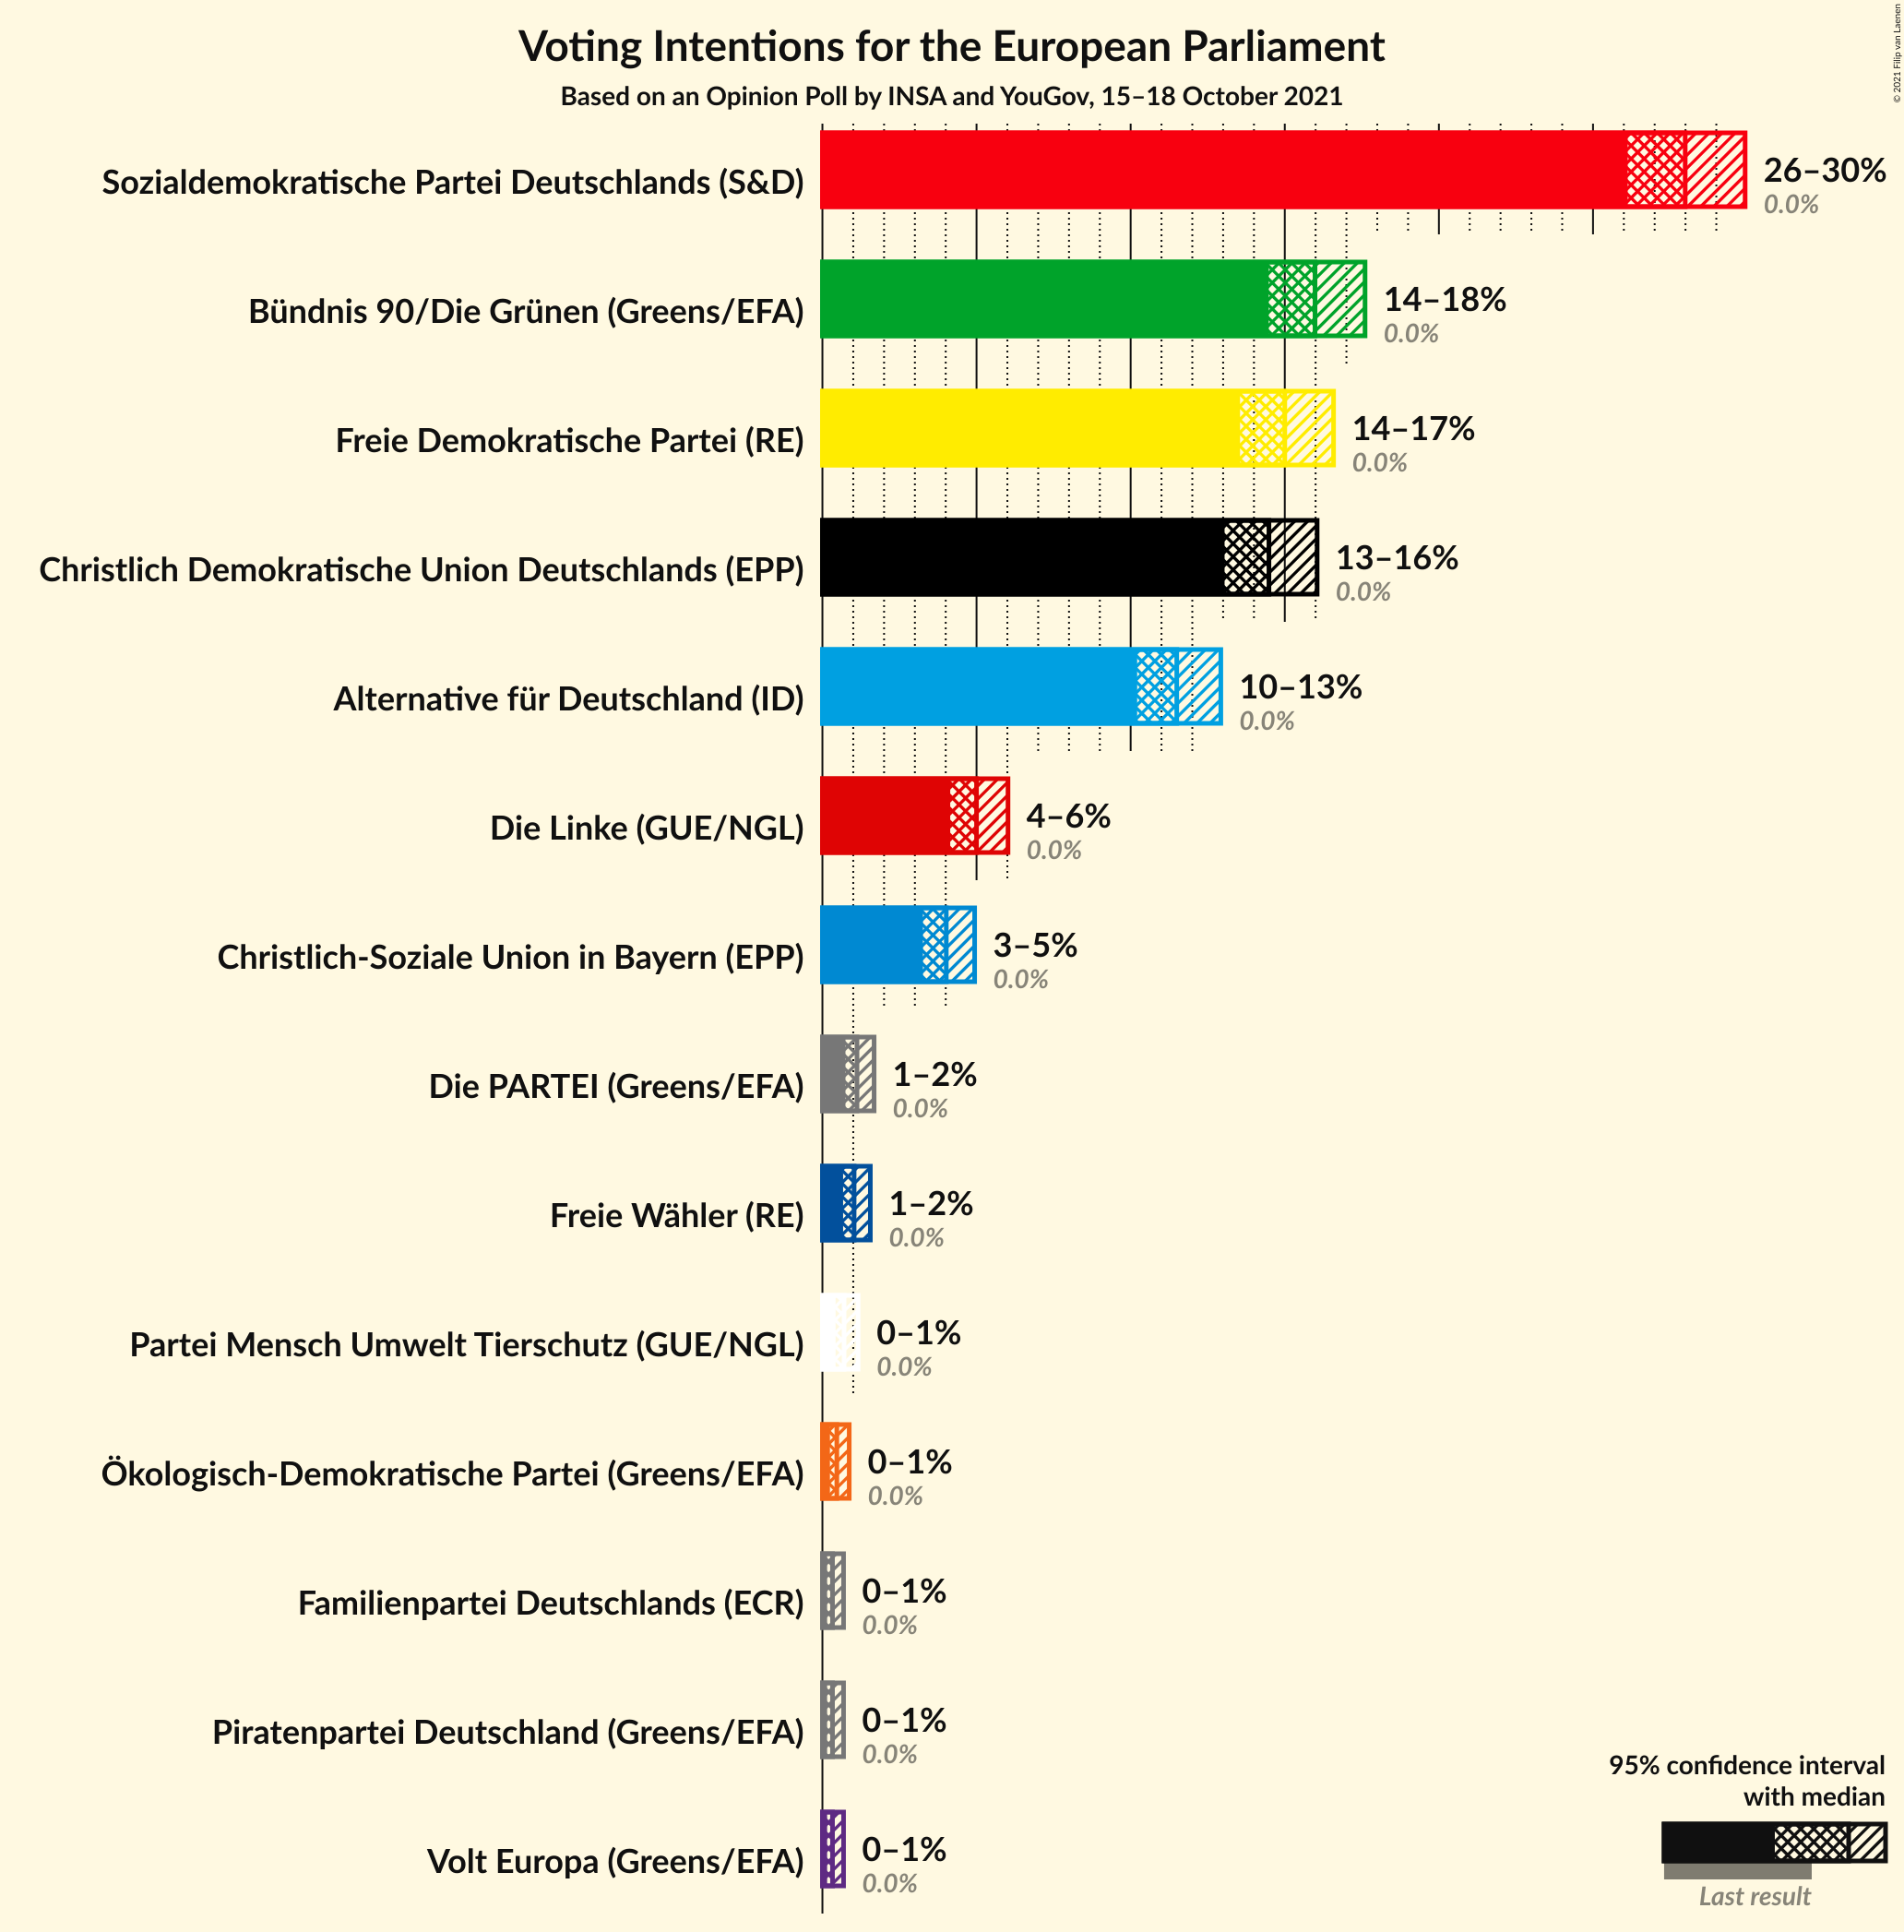 Voting Intentions for the European Parliament
Based on an Opinion Poll by INSA and YouGov, 15–18 October 2021
© 2021 Filip van Laenen
Sozialdemokratische Partei Deutschlands (S&D)
26–30%
0.0%
Bündnis 90/Die Grünen (Greens/EFA)
14–18%
0.0%
Freie Demokratische Partei (RE)
14–17%
0.0%
Christlich Demokratische Union Deutschlands (EPP)
13–16%
0.0%
Alternative für Deutschland (ID)
10–13%
0.0%
Die Linke (GUE/NGL)
4–6%
0.0%
Christlich-Soziale Union in Bayern (EPP)
3–5%
0.0%
Die PARTEI (Greens/EFA)
1–2%
0.0%
Freie Wähler (RE)
1–2%
0.0%
Partei Mensch Umwelt Tierschutz (GUE/NGL)
0–1%
0.0%
Ökologisch-Demokratische Partei (Greens/EFA)
0–1%
0.0%
Familienpartei Deutschlands (ECR)
0–1%
0.0%
Piratenpartei Deutschland (Greens/EFA)
0–1%
0.0%
Volt Europa (Greens/EFA)
0–1%
0.0%
95% confidence interval
with median
Last result